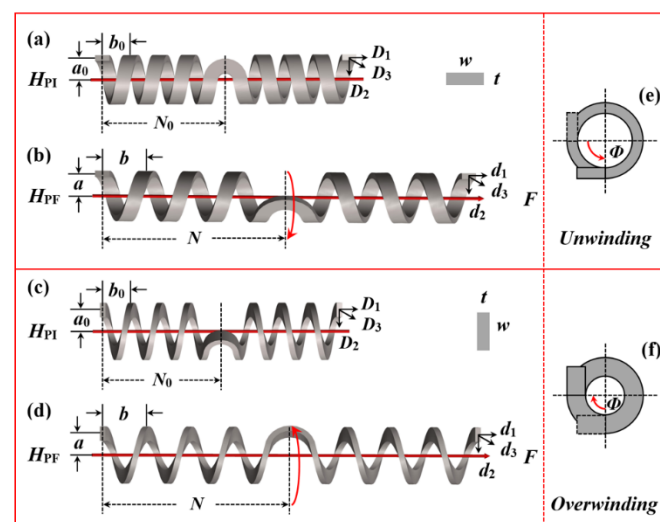 (a)
b0
a0
HPI
D1
D3
D2
N0
w
t
(b)
b
a
HPF
d1
d3
d2
F
N
(e)
Φ
Unwinding
(c)
b0
a0
HPI
D1
D3
D2
N0
t
w
(d)
b
a
HPF
d1
d3
d2
F
N
(f)
Φ
Overwinding